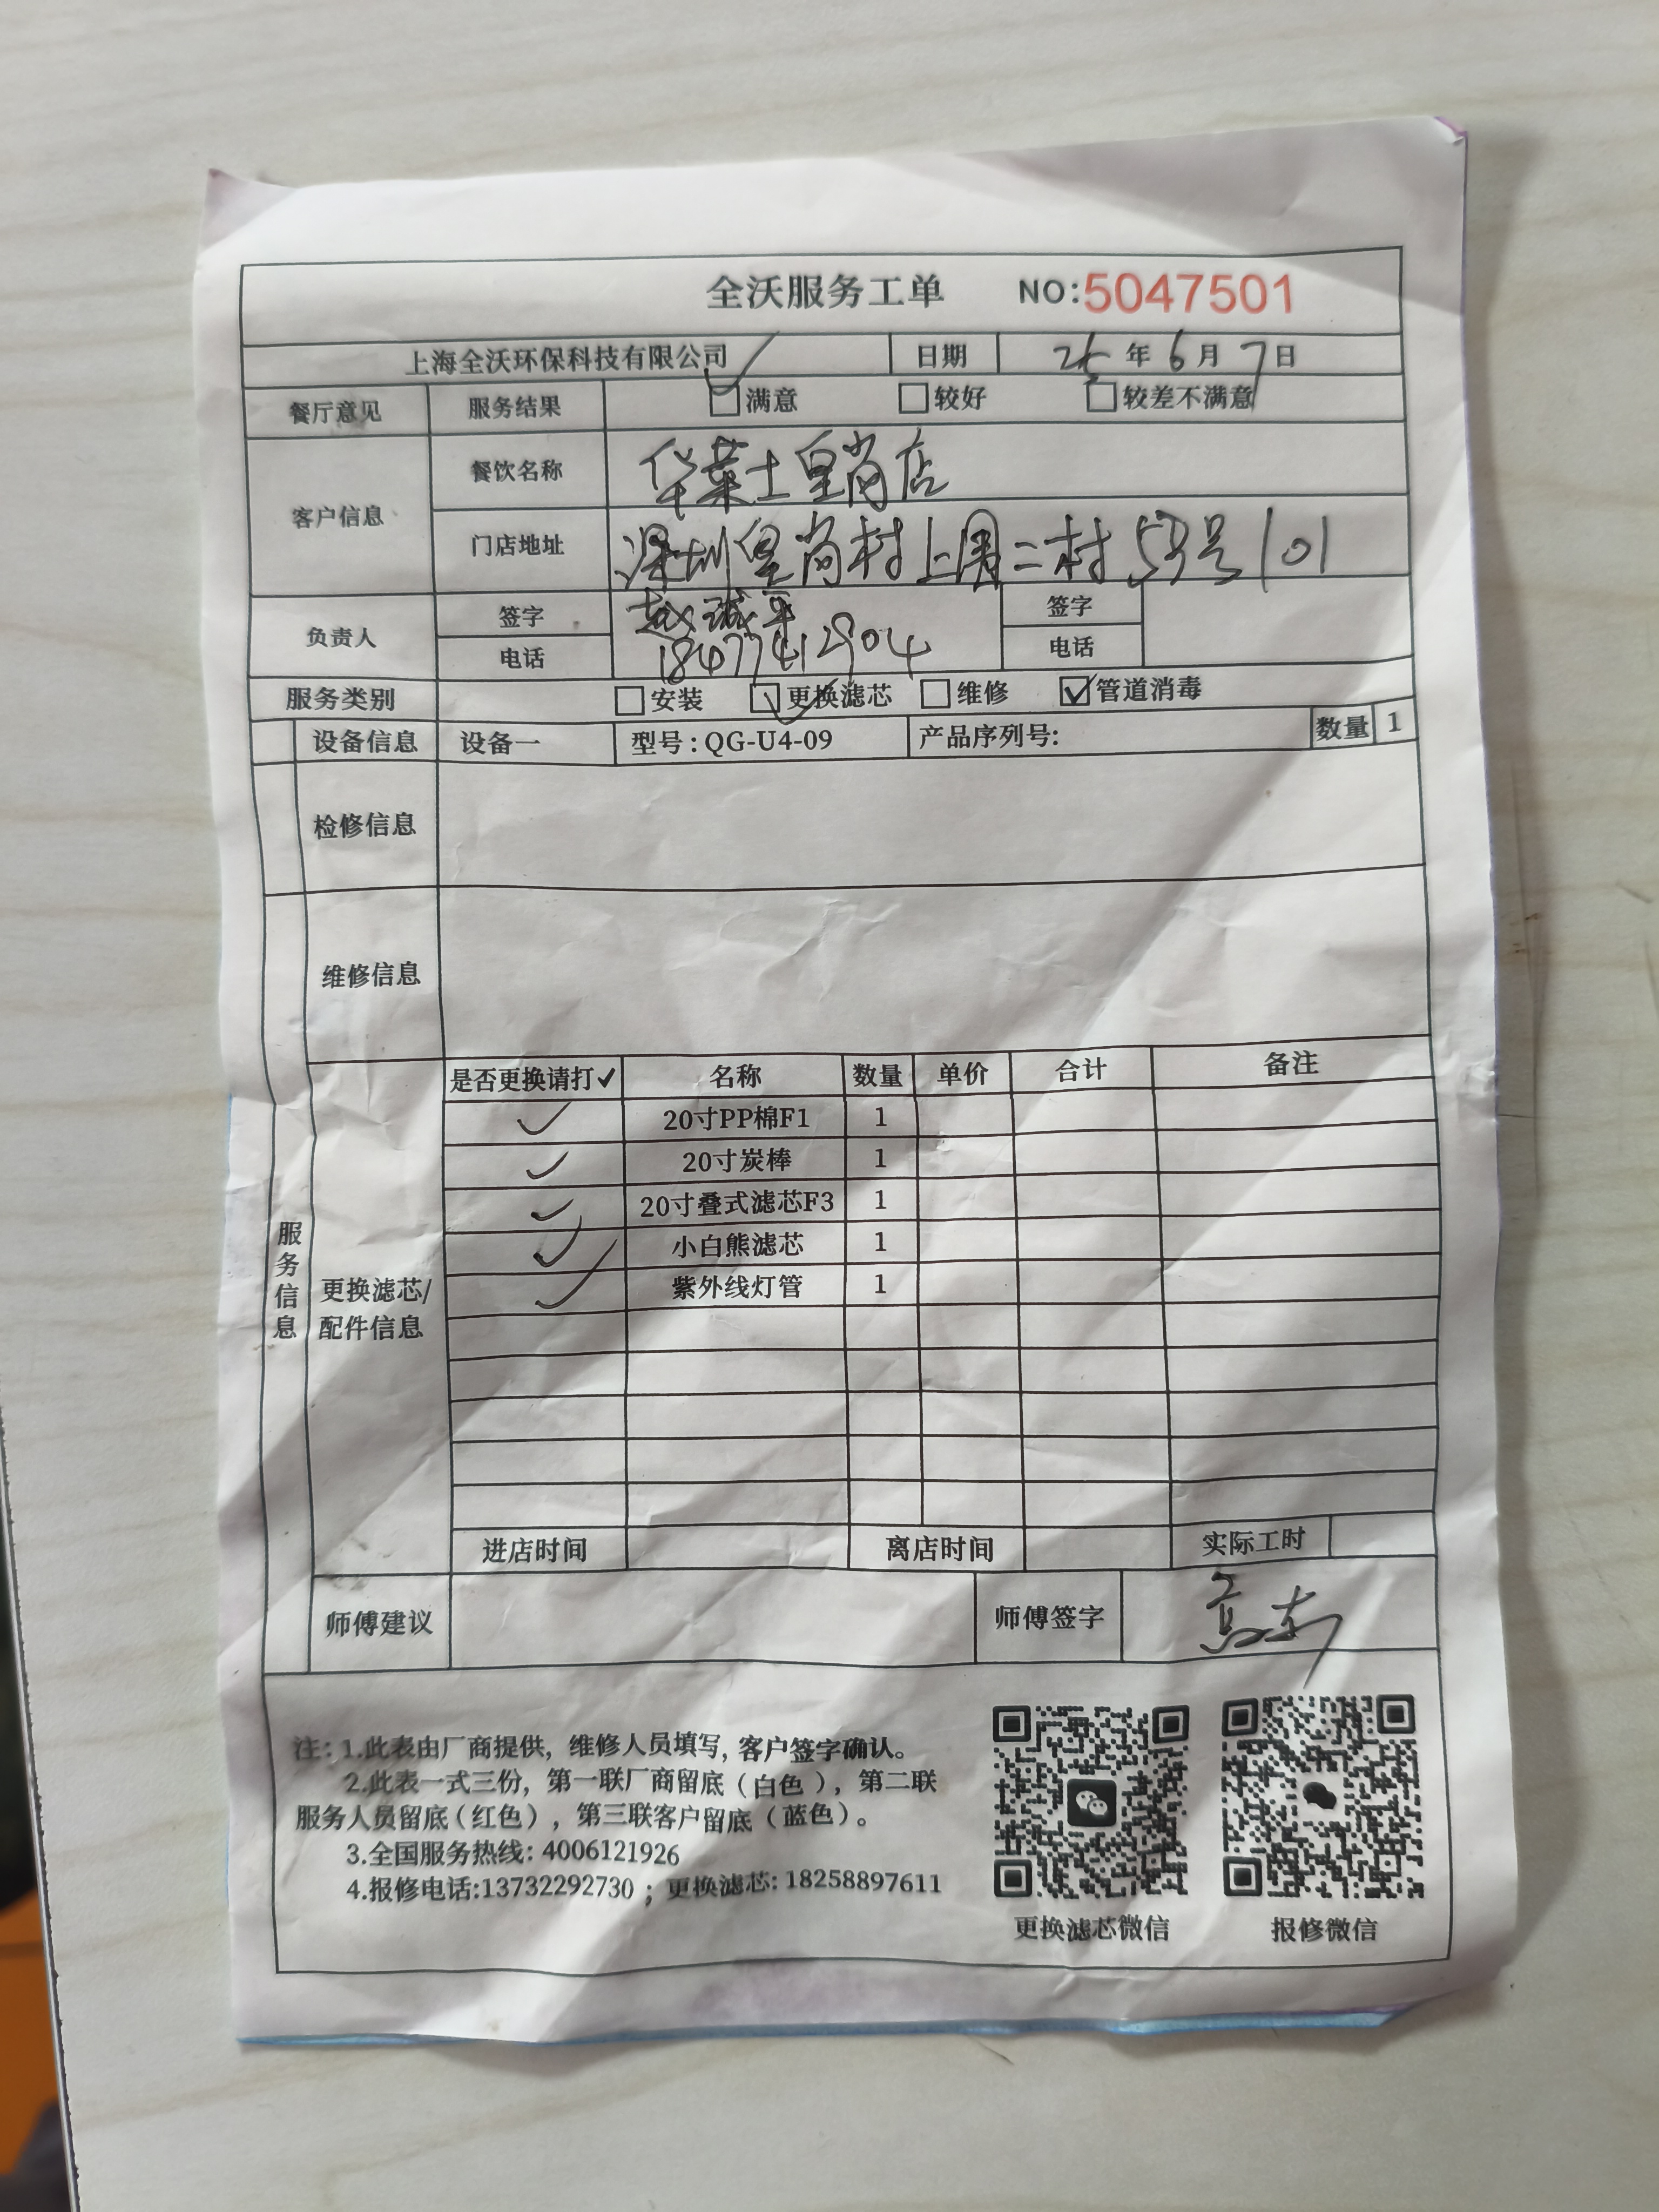 全沃服务工单 NO:5047501
上海全沃环保科技有限公司 日期 25年6月7日
餐厅意见 服务结果 ☑满意 □较好 □较差不满意
客户信息 餐饮名称 华莱士皇岗店
门店地址 深圳皇岗村上围二村53号101
负责人 签字 签字
电话 18477412904 电话
服务类别 □安装 ☑更换滤芯 □维修 ☑管道消毒
设备信息 设备一 型号:QG-U4-09 产品序列号: 数量 1
检修信息
维修信息
服务信息
更换滤芯/配件信息
是否更换请打✓ 名称 数量 单价 合计 备注
✓ 20寸PP棉F1 1
✓ 20寸炭棒 1
✓ 20寸叠式滤芯F3 1
✓ 小白熊滤芯 1
✓ 紫外线灯管 1
进店时间 离店时间 实际工时
师傅建议 师傅签字
注:1.此表由厂商提供,维修人员填写,客户签字确认。
2.此表一式三份,第一联厂商留底(白色),第二联
服务人员留底(红色),第三联客户留底(蓝色)。
3.全国服务热线:4006121926
4.报修电话:13732292730;更换滤芯:18258897611
更换滤芯微信 报修微信